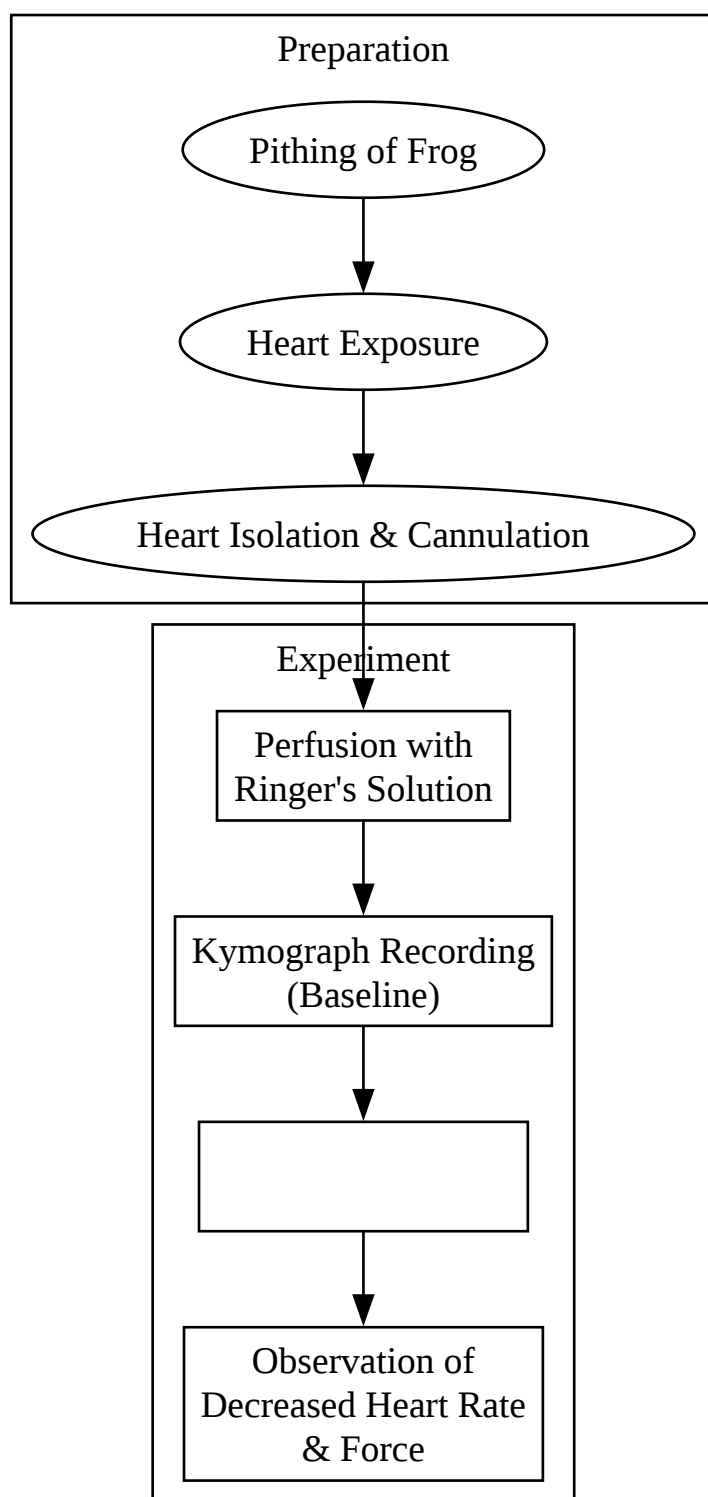 Preparation
Pithing of Frog
Heart Exposure
Heart Isolation & Cannulation
Experiment
Perfusion with
Ringer's Solution
Kymograph Recording
(Baseline)
Observation of
Decreased Heart Rate
& Force